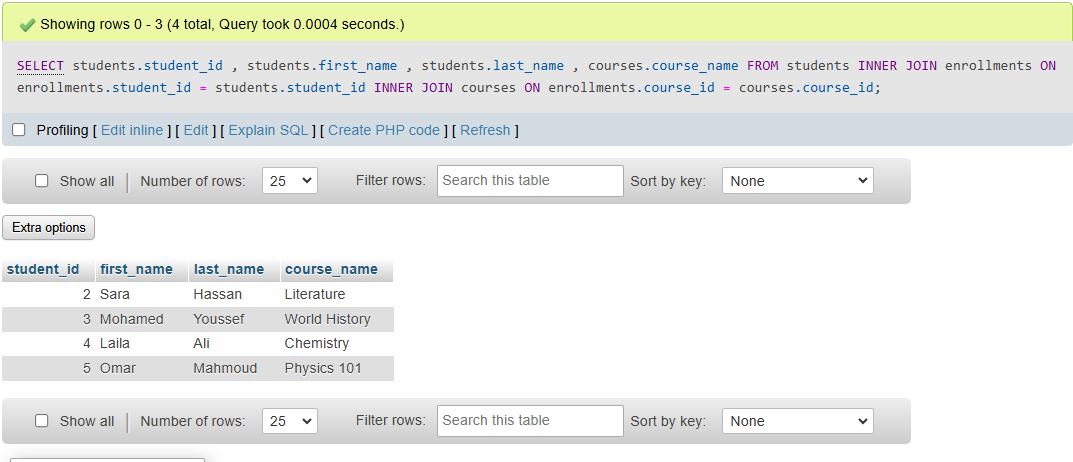 Showing rows 0 - 3 (4 total, Query took 0.0004 seconds.)
SELECT students.student_id , students.first_name , students.last_name , courses.course_name FROM students INNER JOIN enrollments ON
enrollments.student_id = students.student_id INNER JOIN courses ON enrollments.course_id = courses.course_id;
Profiling [ Edit inline ] [ Edit ] [ Explain SQL ] [ Create PHP code ] [ Refresh ]
Show all | Number of rows: 25 Filter rows: Search this table Sort by key: None
Extra options
student_id first_name last_name course_name
2 Sara Hassan Literature
3 Mohamed Youssef World History
4 Laila Ali Chemistry
5 Omar Mahmoud Physics 101
Show all | Number of rows: 25 Filter rows: Search this table Sort by key: None